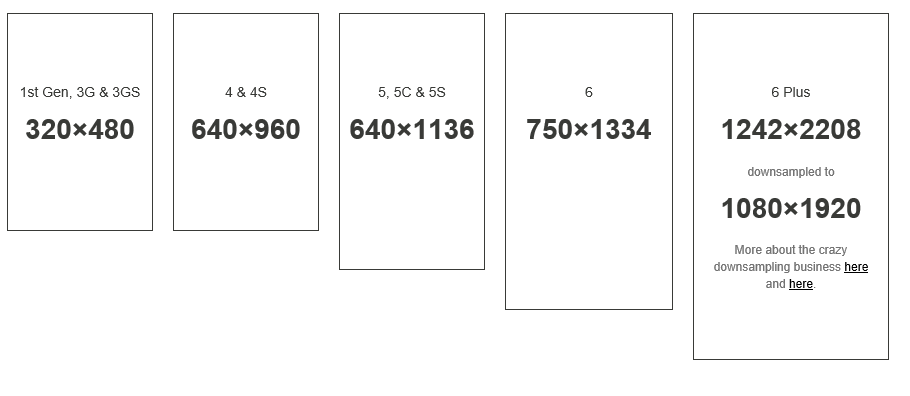 1st Gen, 3G & 3GS
320×480
4 & 4S
640×960
5, 5C & 5S
640×1136
6
750×1334
6 Plus
1242×2208
downsampled to
1080×1920
More about the crazy
downsampling business here
and here.